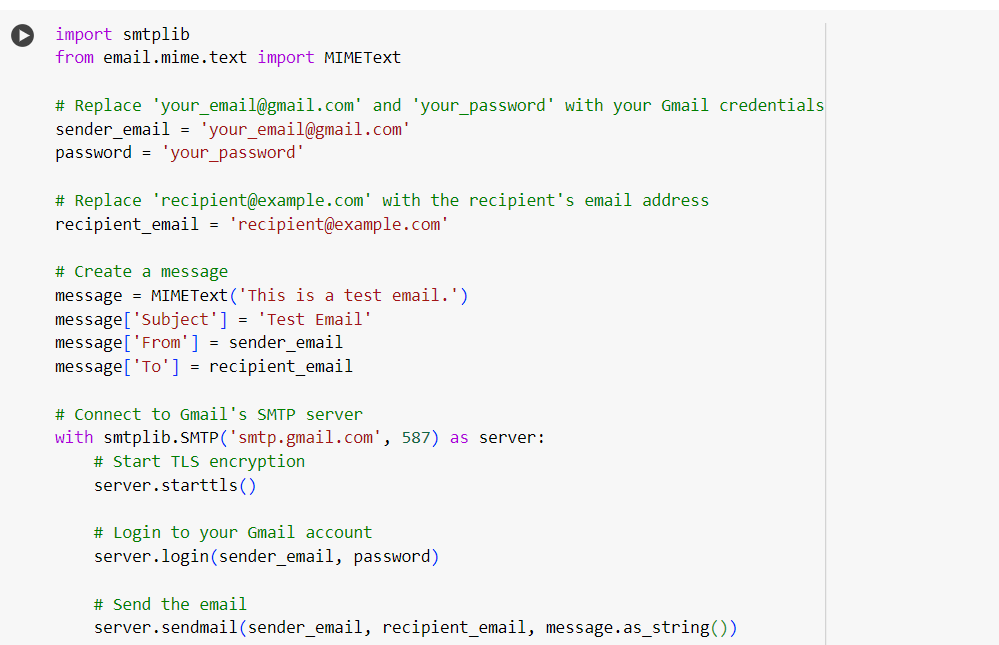 import smtplib
from email.mime.text import MIMEText

# Replace 'your_email@gmail.com' and 'your_password' with your Gmail credentials
sender_email = 'your_email@gmail.com'
password = 'your_password'

# Replace 'recipient@example.com' with the recipient's email address
recipient_email = 'recipient@example.com'

# Create a message
message = MIMEText('This is a test email.')
message['Subject'] = 'Test Email'
message['From'] = sender_email
message['To'] = recipient_email

# Connect to Gmail's SMTP server
with smtplib.SMTP('smtp.gmail.com', 587) as server:
    # Start TLS encryption
    server.starttls()

    # Login to your Gmail account
    server.login(sender_email, password)

    # Send the email
    server.sendmail(sender_email, recipient_email, message.as_string())